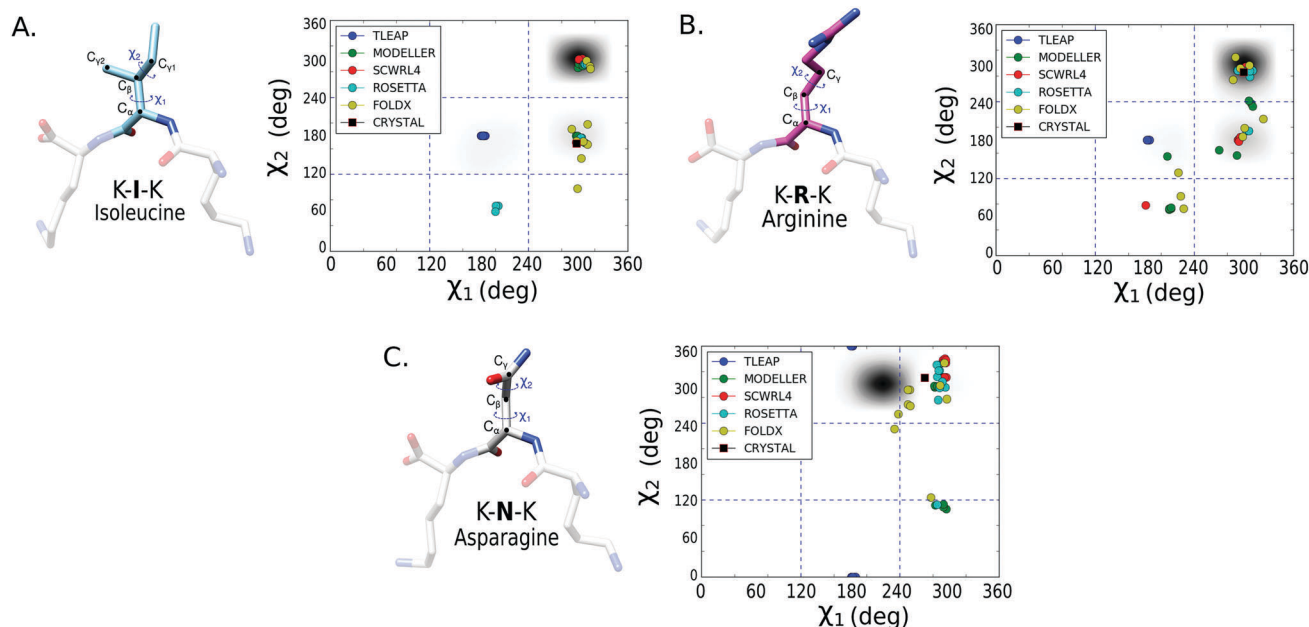 A.
Cγ2
χ2
Cγ1
Cβ
χ1
Cα
K-I-K
Isoleucine
χ2 (deg)
360
300
240
180
120
60
0
TLEAP
MODELLER
SCWRL4
ROSETTA
FOLDX
CRYSTAL
0 60 120 180 240 300 360
χ1 (deg)
B.
χ2
Cγ
Cβ
χ1
Cα
K-R-K
Arginine
χ2 (deg)
360
300
240
180
120
60
0
TLEAP
MODELLER
SCWRL4
ROSETTA
FOLDX
CRYSTAL
0 60 120 180 240 300 360
χ1 (deg)
C.
Cγ
χ2
Cβ
χ1
Cα
K-N-K
Asparagine
χ2 (deg)
360
300
240
180
120
60
0
TLEAP
MODELLER
SCWRL4
ROSETTA
FOLDX
CRYSTAL
0 60 120 180 240 300 360
χ1 (deg)